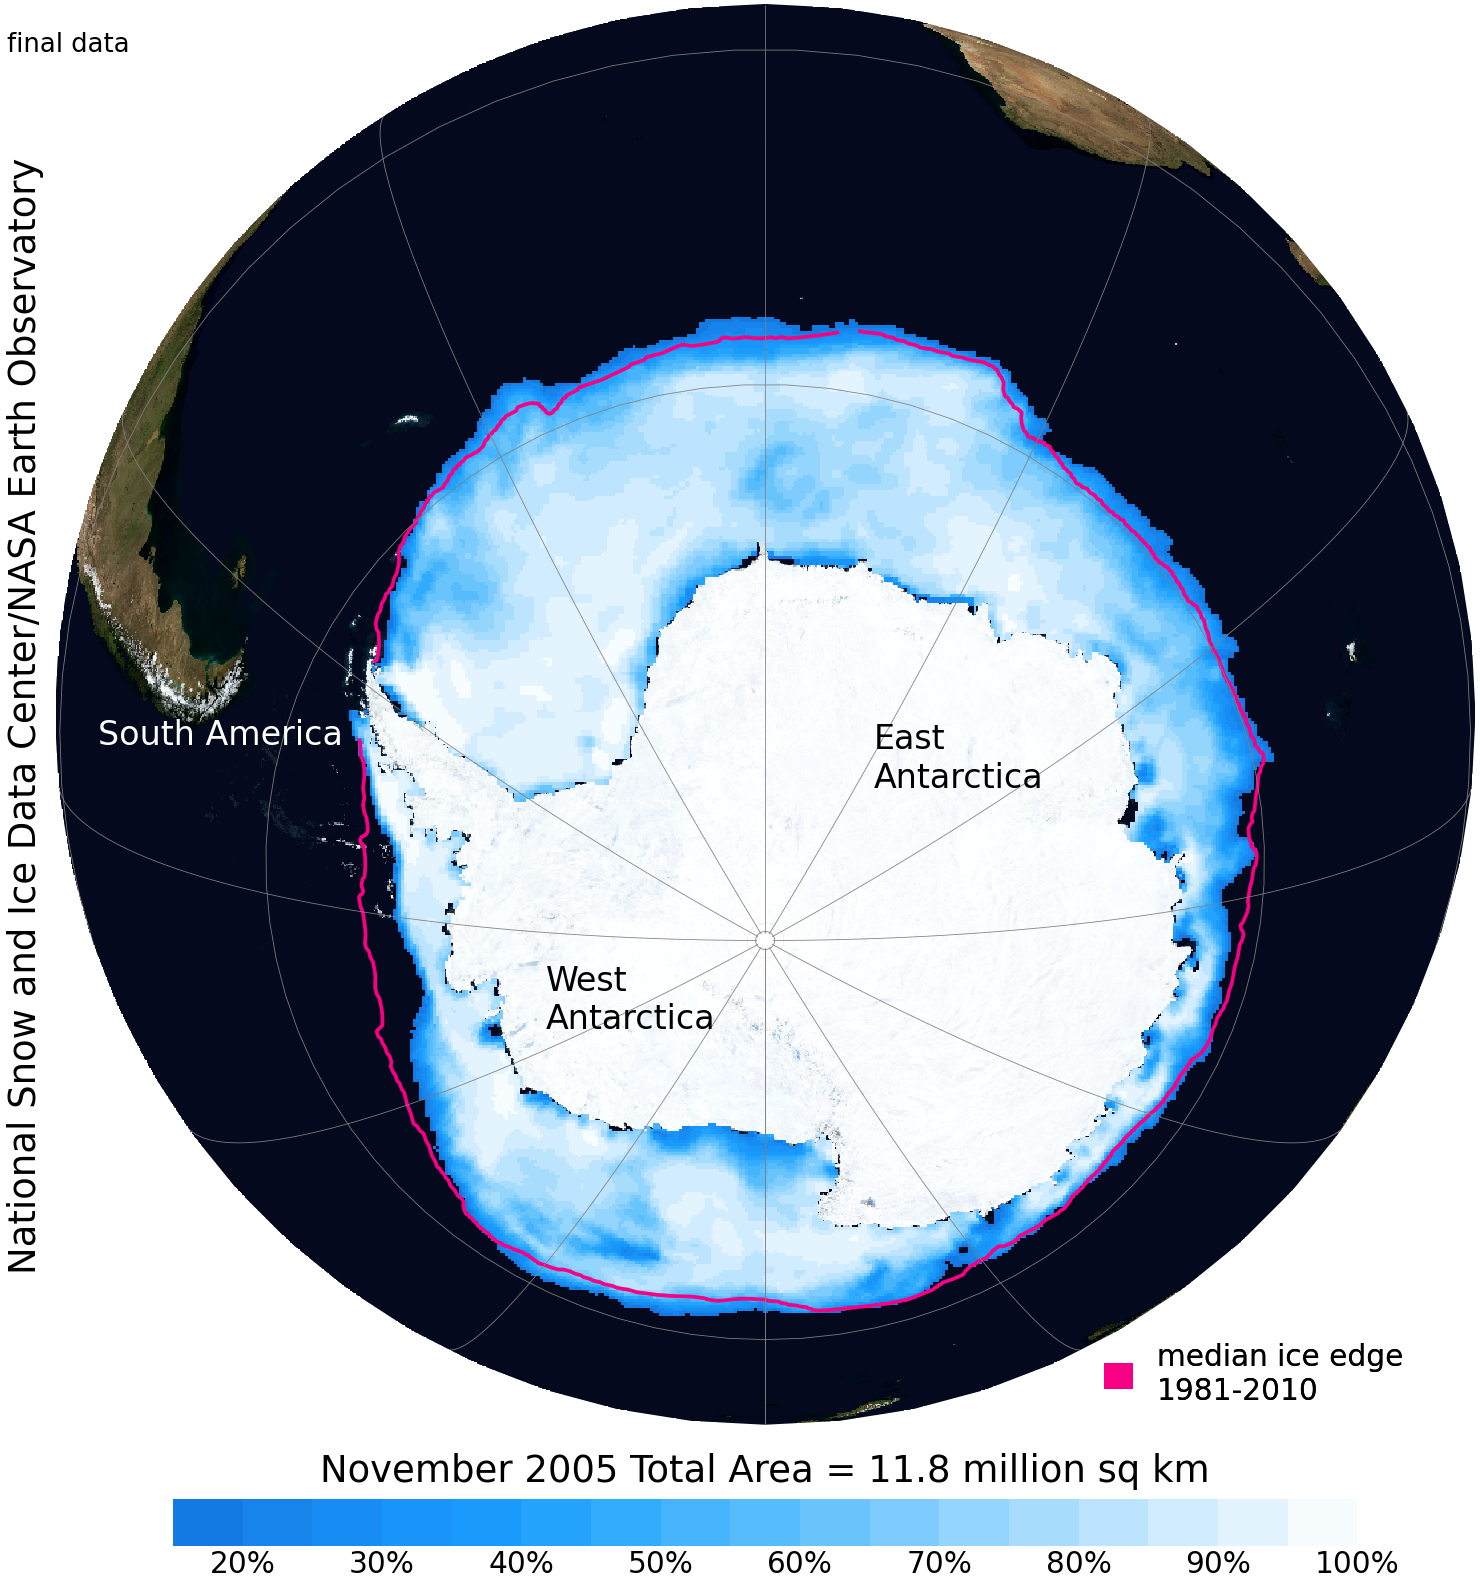 final data
National Snow and Ice Data Center/NASA Earth Observatory
South America
East
Antarctica
West
Antarctica
median ice edge
1981-2010
November 2005 Total Area = 11.8 million sq km
20% 30% 40% 50% 60% 70% 80% 90% 100%